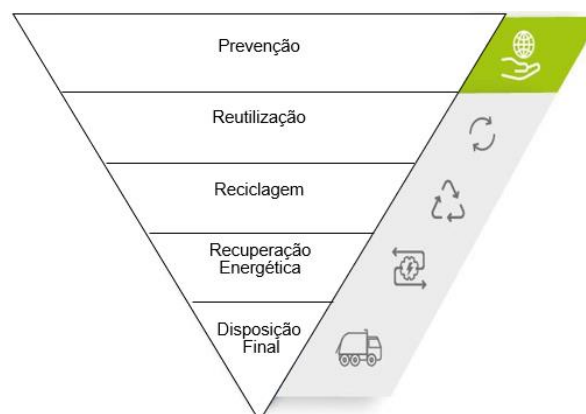 Prevenção
Reutilização
Reciclagem
Recuperação
Energética
Disposição
Final